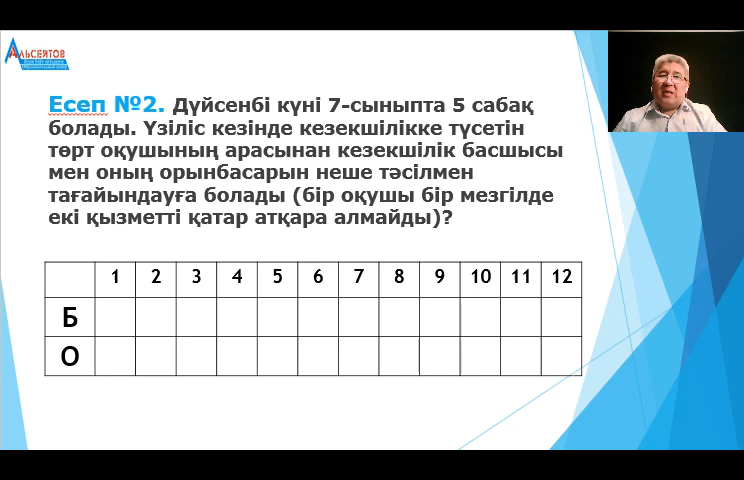 АЛЬСЕЙТОВ
Есеп №2. Дүйсенбі күні 7-сыныпта 5 сабақ
болады. Үзіліс кезінде кезекшілікке түсетін
төрт оқушының арасынан кезекшілік басшысы
мен оның орынбасарын неше тәсілмен
тағайындауға болады (бір оқушы бір мезгілде
екі қызметті қатар атқара алмайды)?
1 2 3 4 5 6 7 8 9 10 11 12
Б
О